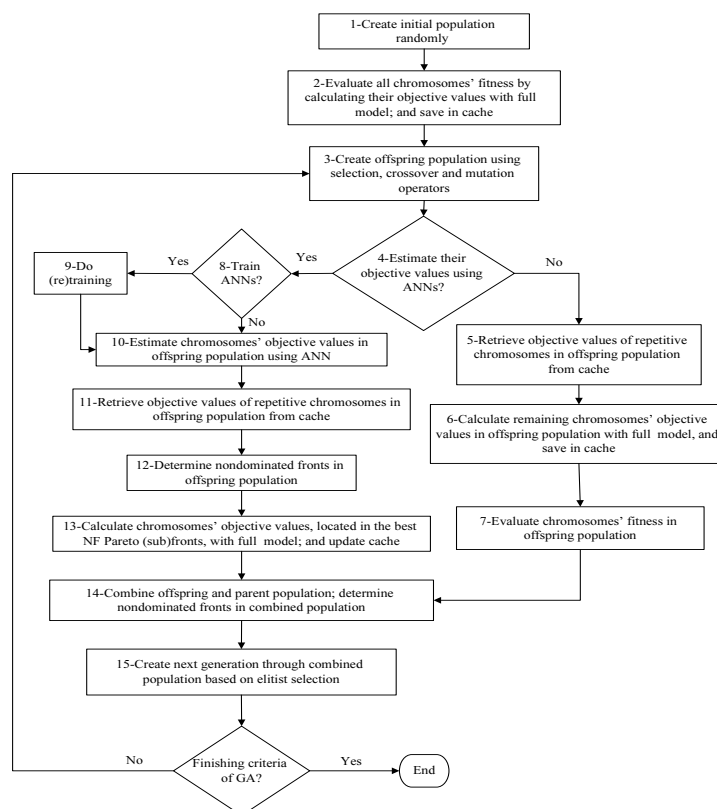 1-Create initial population
randomly
2-Evaluate all chromosomes' fitness by
calculating their objective values with full
model; and save in cache
3-Create offspring population using
selection, crossover and mutation
operators
4-Estimate their
objective values using
ANNs?
Yes
No
8-Train
ANNs?
Yes
No
9-Do
(re)training
10-Estimate chromosomes' objective values in
offspring population using ANN
11-Retrieve objective values of repetitive chromosomes in
offspring population from cache
12-Determine nondominated fronts in
offspring population
13-Calculate chromosomes' objective values, located in the best
NF Pareto (sub)fronts, with full model; and update cache
5-Retrieve objective values of repetitive
chromosomes in offspring population
from cache
6-Calculate remaining chromosomes' objective
values in offspring population with full model, and
save in cache
7-Evaluate chromosomes' fitness in
offspring population
14-Combine offspring and parent population; determine
nondominated fronts in combined population
15-Create next generation through combined
population based on elitist selection
Finishing criteria
of GA?
No
Yes
End